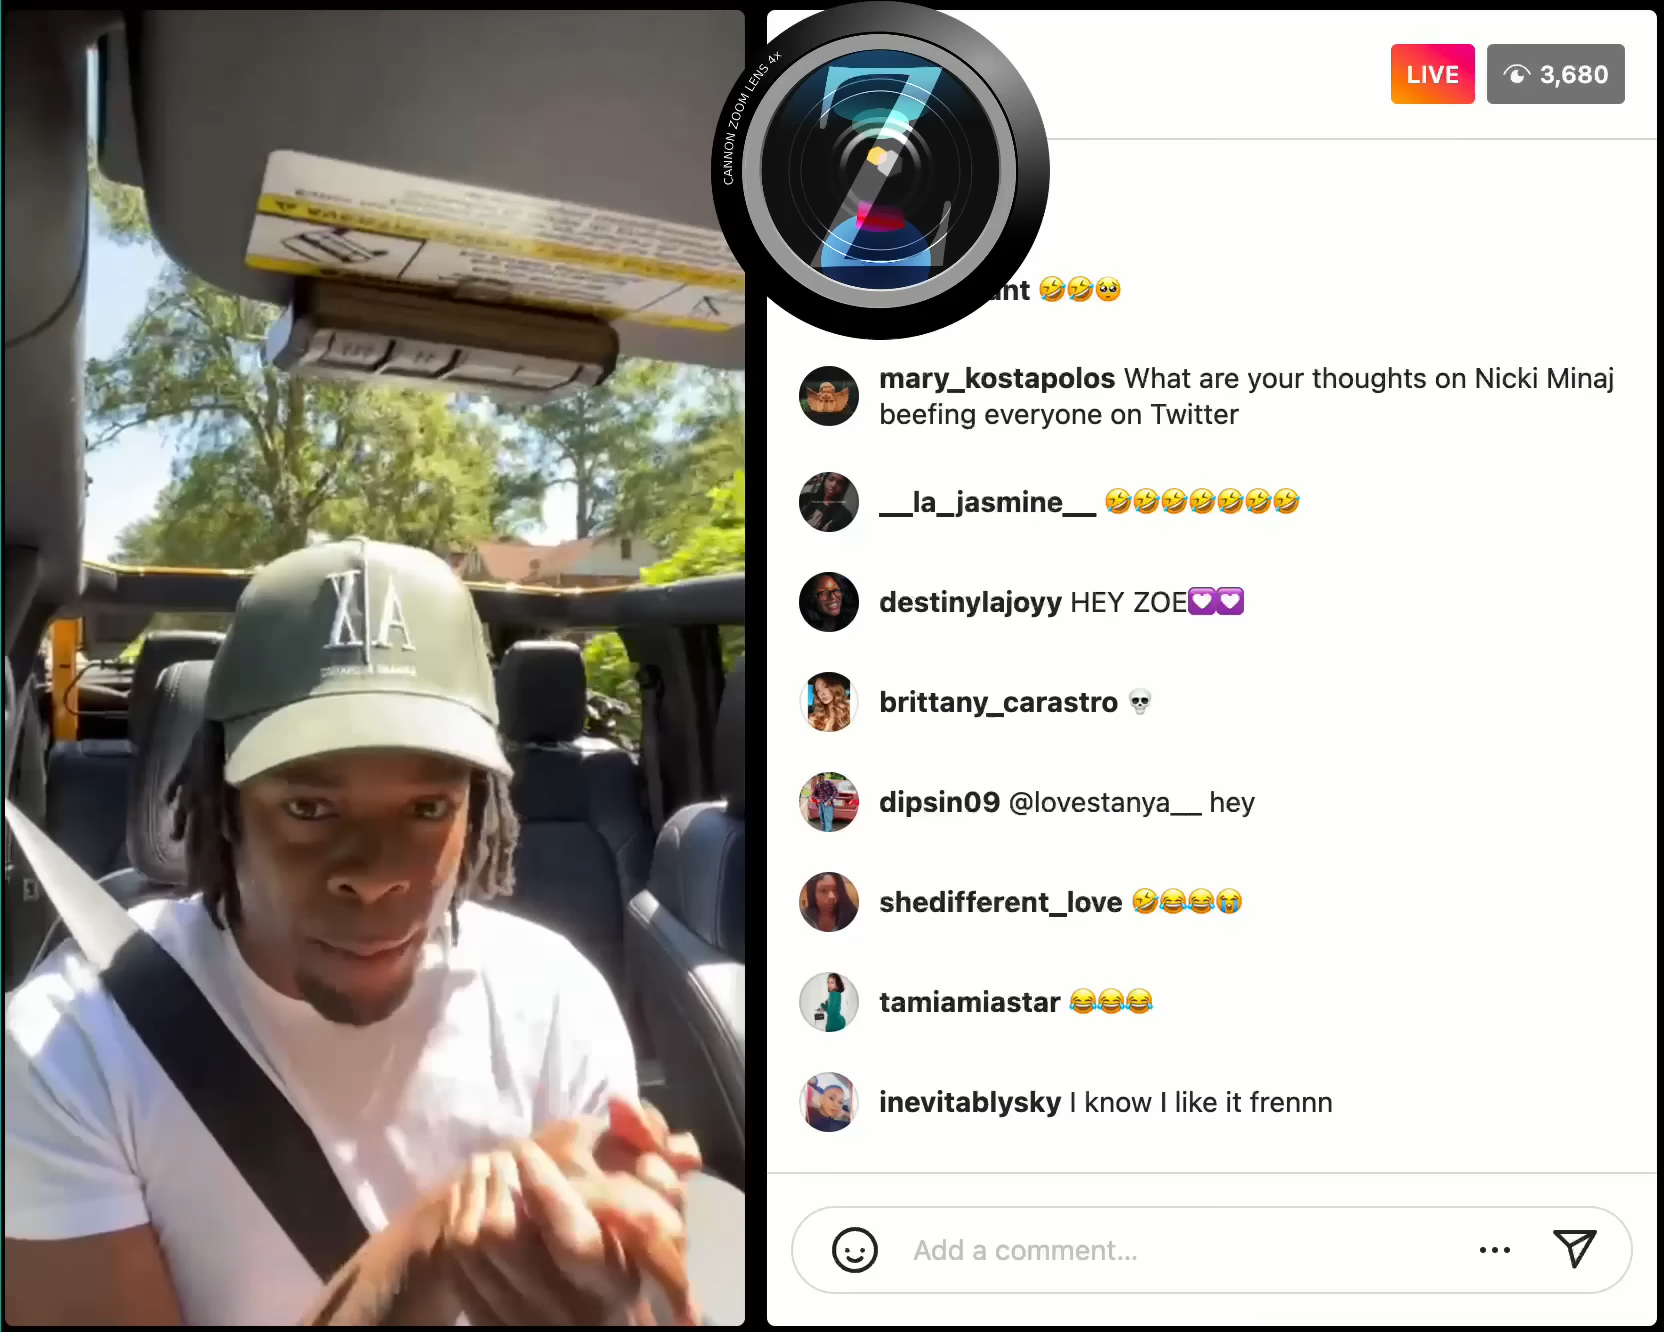 CANNON ZOOM LENS 4x
Z
LIVE
3,680
nt 🤣🤣🥺
mary_kostapolos What are your thoughts on Nicki Minaj
beefing everyone on Twitter
__la_jasmine__ 🤣🤣🤣🤣🤣🤣🤣
destinylajoyy HEY ZOE💟💟
brittany_carastro 💀
dipsin09 @lovestanya__ hey
shedifferent_love 🤣😂😂😭
tamiamiastar 😂😂😂
inevitablysky I know I like it frennn
Add a comment...
X A